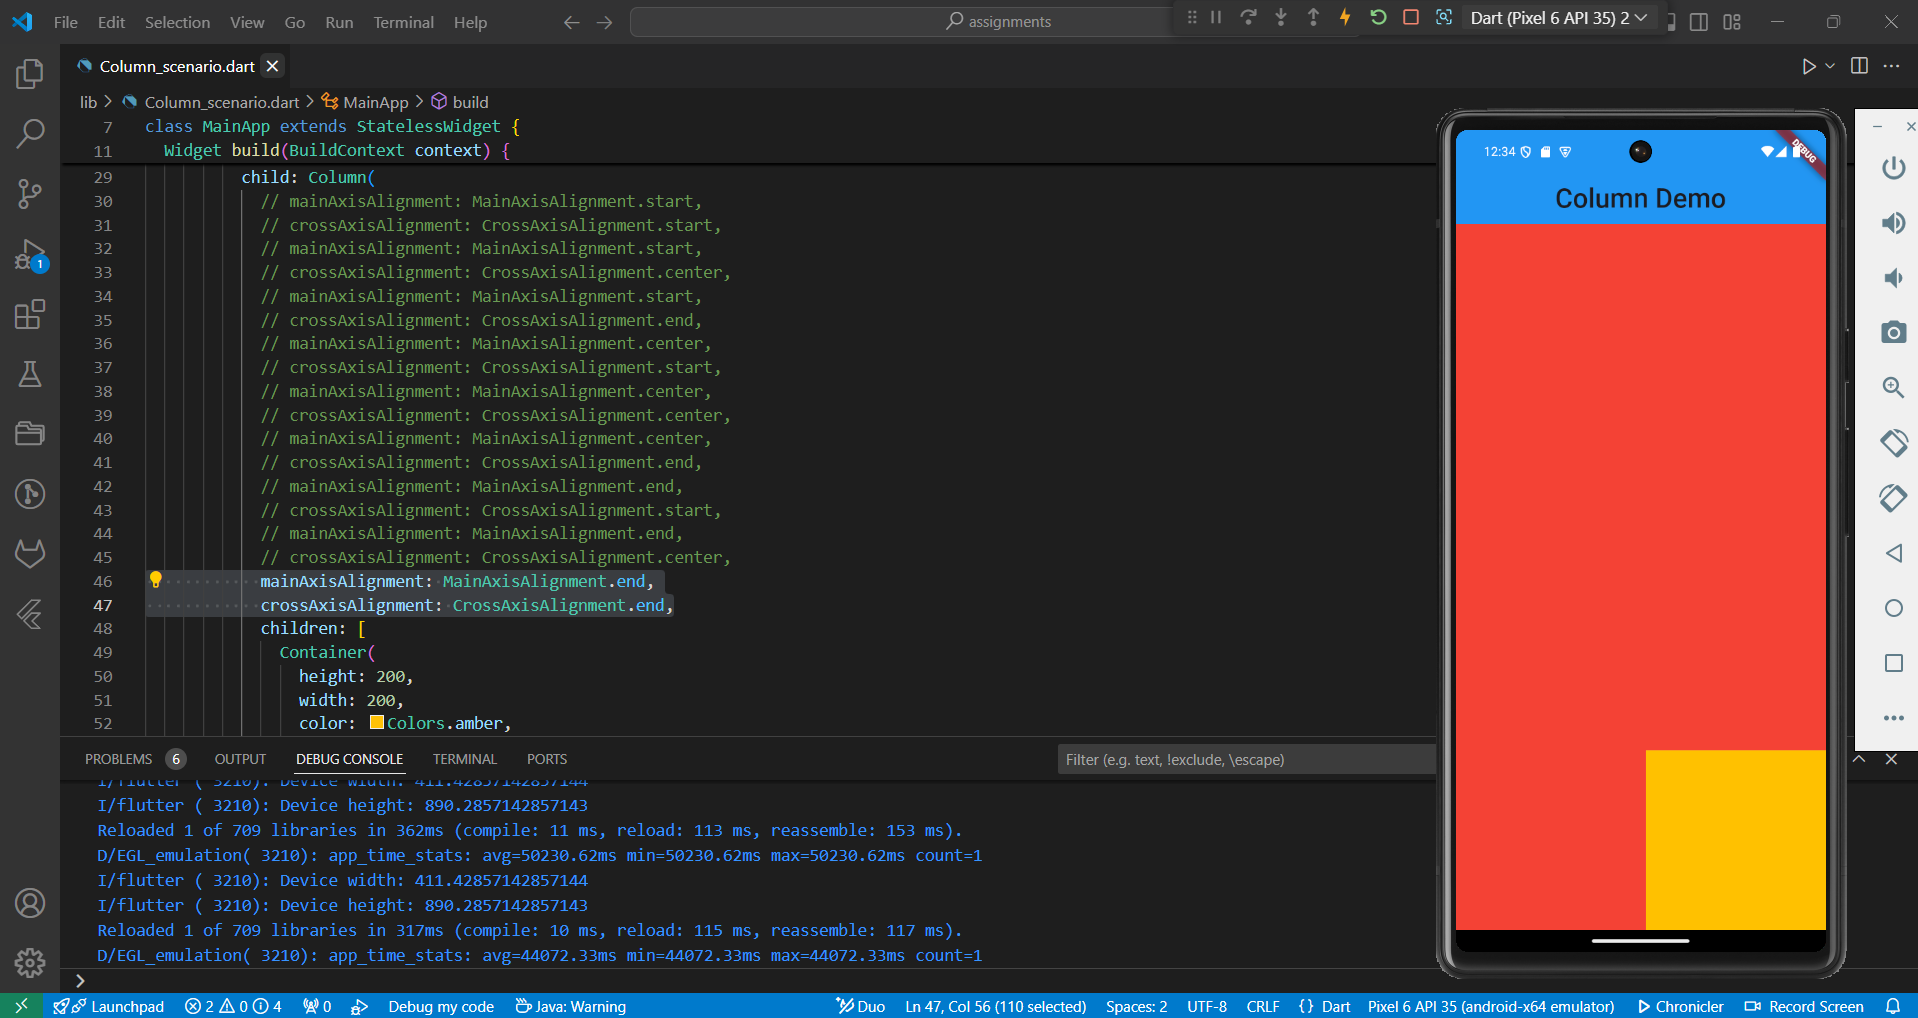 File Edit Selection View Go Run Terminal Help
assignments
Dart (Pixel 6 API 35) 2
Column_scenario.dart
lib > Column_scenario.dart > MainApp > build
7 class MainApp extends StatelessWidget {
11 Widget build(BuildContext context) {
29 child: Column(
30 // mainAxisAlignment: MainAxisAlignment.start,
31 // crossAxisAlignment: CrossAxisAlignment.start,
32 // mainAxisAlignment: MainAxisAlignment.start,
33 // crossAxisAlignment: CrossAxisAlignment.center,
34 // mainAxisAlignment: MainAxisAlignment.start,
35 // crossAxisAlignment: CrossAxisAlignment.end,
36 // mainAxisAlignment: MainAxisAlignment.center,
37 // crossAxisAlignment: CrossAxisAlignment.start,
38 // mainAxisAlignment: MainAxisAlignment.center,
39 // crossAxisAlignment: CrossAxisAlignment.center,
40 // mainAxisAlignment: MainAxisAlignment.center,
41 // crossAxisAlignment: CrossAxisAlignment.end,
42 // mainAxisAlignment: MainAxisAlignment.end,
43 // crossAxisAlignment: CrossAxisAlignment.start,
44 // mainAxisAlignment: MainAxisAlignment.end,
45 // crossAxisAlignment: CrossAxisAlignment.center,
46 mainAxisAlignment: MainAxisAlignment.end,
47 crossAxisAlignment: CrossAxisAlignment.end,
48 children: [
49 Container(
50 height: 200,
51 width: 200,
52 color: Colors.amber,
12:34
DEBUG
Column Demo
1
PROBLEMS 6 OUTPUT DEBUG CONSOLE TERMINAL PORTS
Filter (e.g. text, !exclude, \escape)
I/flutter ( 3210): Device width: 411.42857142857144
I/flutter ( 3210): Device height: 890.2857142857143
Reloaded 1 of 709 libraries in 362ms (compile: 11 ms, reload: 113 ms, reassemble: 153 ms).
D/EGL_emulation( 3210): app_time_stats: avg=50230.62ms min=50230.62ms max=50230.62ms count=1
I/flutter ( 3210): Device width: 411.42857142857144
I/flutter ( 3210): Device height: 890.2857142857143
Reloaded 1 of 709 libraries in 317ms (compile: 10 ms, reload: 115 ms, reassemble: 117 ms).
D/EGL_emulation( 3210): app_time_stats: avg=44072.33ms min=44072.33ms max=44072.33ms count=1
>
Launchpad 2 0 4 0 Debug my code Java: Warning Duo Ln 47, Col 56 (110 selected) Spaces: 2 UTF-8 CRLF {} Dart Pixel 6 API 35 (android-x64 emulator) Chronicler Record Screen